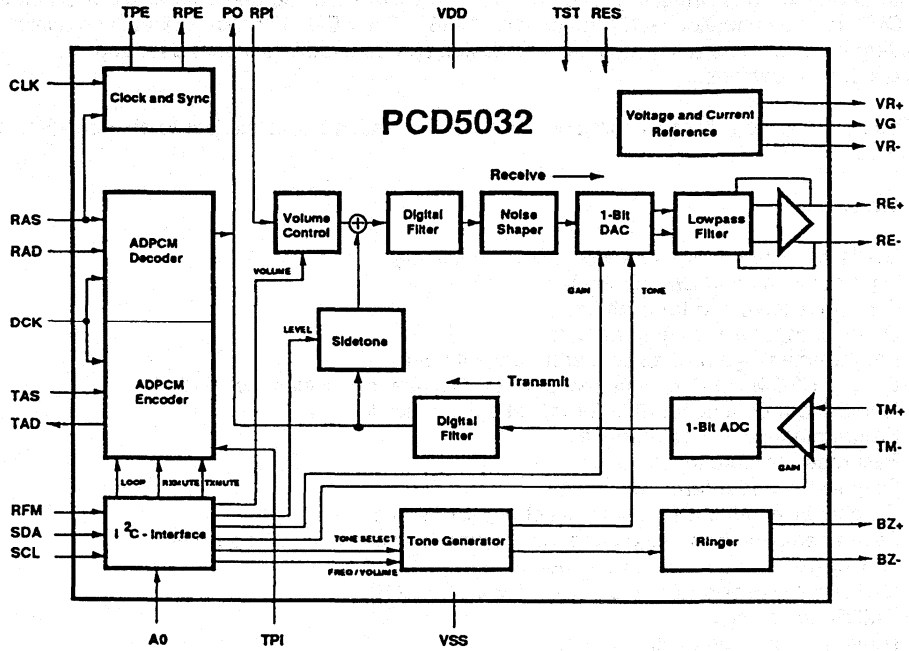 TPE RPE PO RPI VDD TST RES
CLK
Clock and Sync
PCD5032
Voltage and Current
Reference
VR+
VG
VR-
Receive
RAS
RAD
DCK
TAS
TAD
ADPCM
Decoder
ADPCM
Encoder
Volume
Control
+
Digital
Filter
Noise
Shaper
1-Bit
DAC
Lowpass
Filter
RE+
RE-
VOLUME
GAIN
TONE
LEVEL
Sidetone
Transmit
Digital
Filter
1-Bit ADC
TM+
TM-
GAIN
LOOP RXMUTE TXMUTE
RFM
SDA
SCL
I²C - Interface
TONE SELECT
FREQ / VOLUME
Tone Generator
Ringer
BZ+
BZ-
A0 TPI VSS